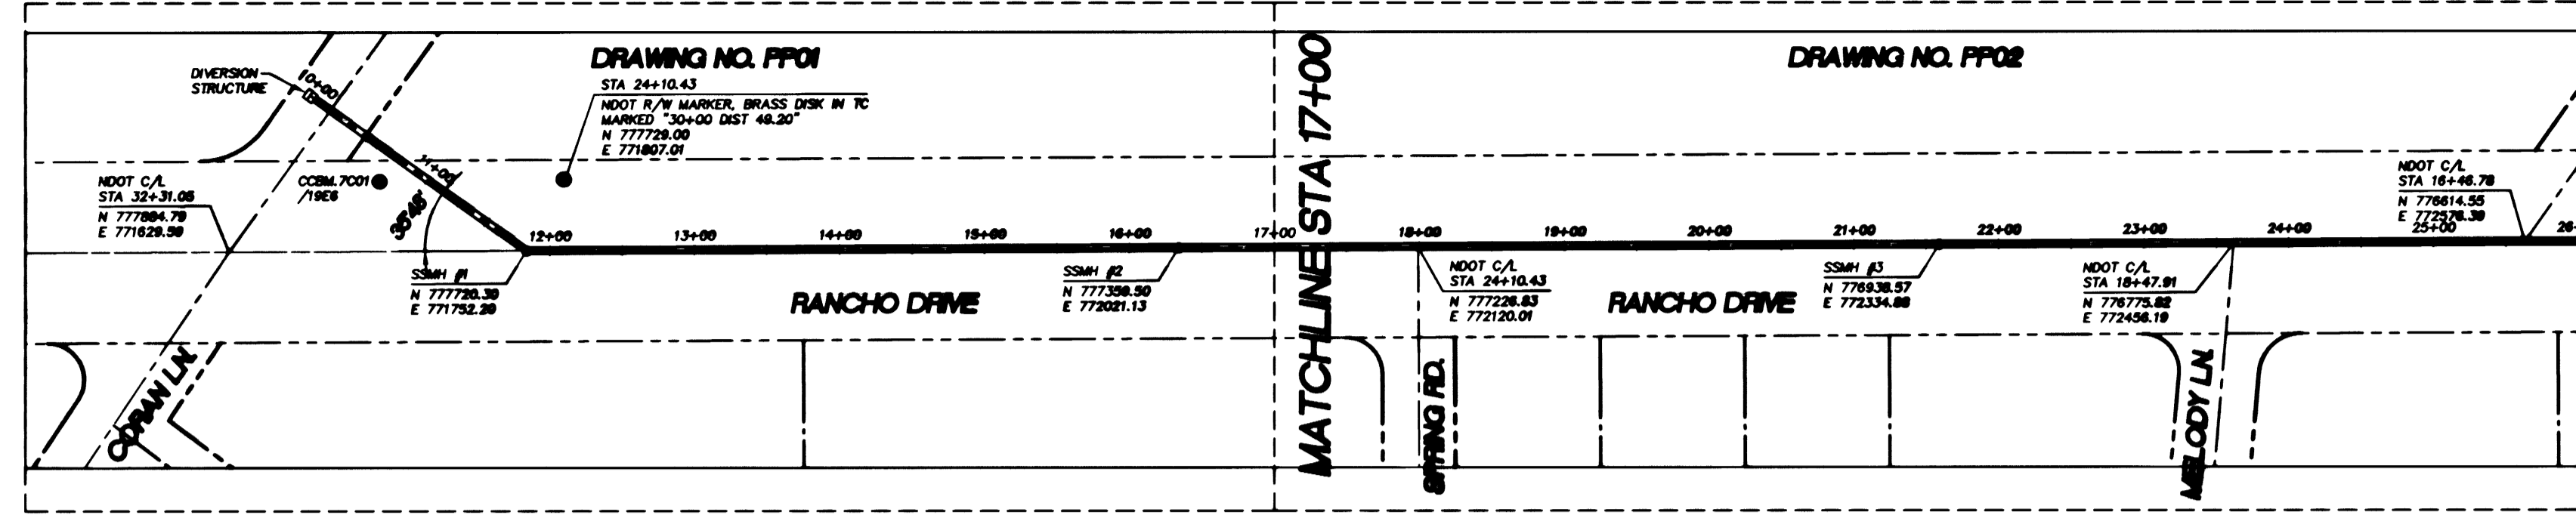 DRAWING NO. PP01
DRAWING NO. PP02
DIVERSION
STRUCTURE
10+00
STA 24+10.43
NDOT R/W MARKER, BRASS DISK IN TC
MARKED "30+00 DIST 49.20"
N 777729.00
E 771807.01
MATCHLINE STA 17+00
11+00
NDOT C/L
STA 32+31.05
N 777884.79
E 771629.59
CCBM.7C01
/19E6
35°48'
NDOT C/L
STA 16+46.78
N 776614.55
E 772576.39
12+00
13+00
14+00
15+00
16+00
17+00
18+00
19+00
20+00
21+00
22+00
23+00
24+00
25+00
26+
SSMH #1
N 777720.39
E 771752.29
RANCHO DRIVE
SSMH #2
N 777359.50
E 772021.13
NDOT C/L
STA 24+10.43
N 777226.83
E 772120.01
RANCHO DRIVE
SSMH #3
N 776938.57
E 772334.88
NDOT C/L
STA 18+47.91
N 776775.82
E 772456.19
CORAN LN.
SPRING RD.
MELODY LN.